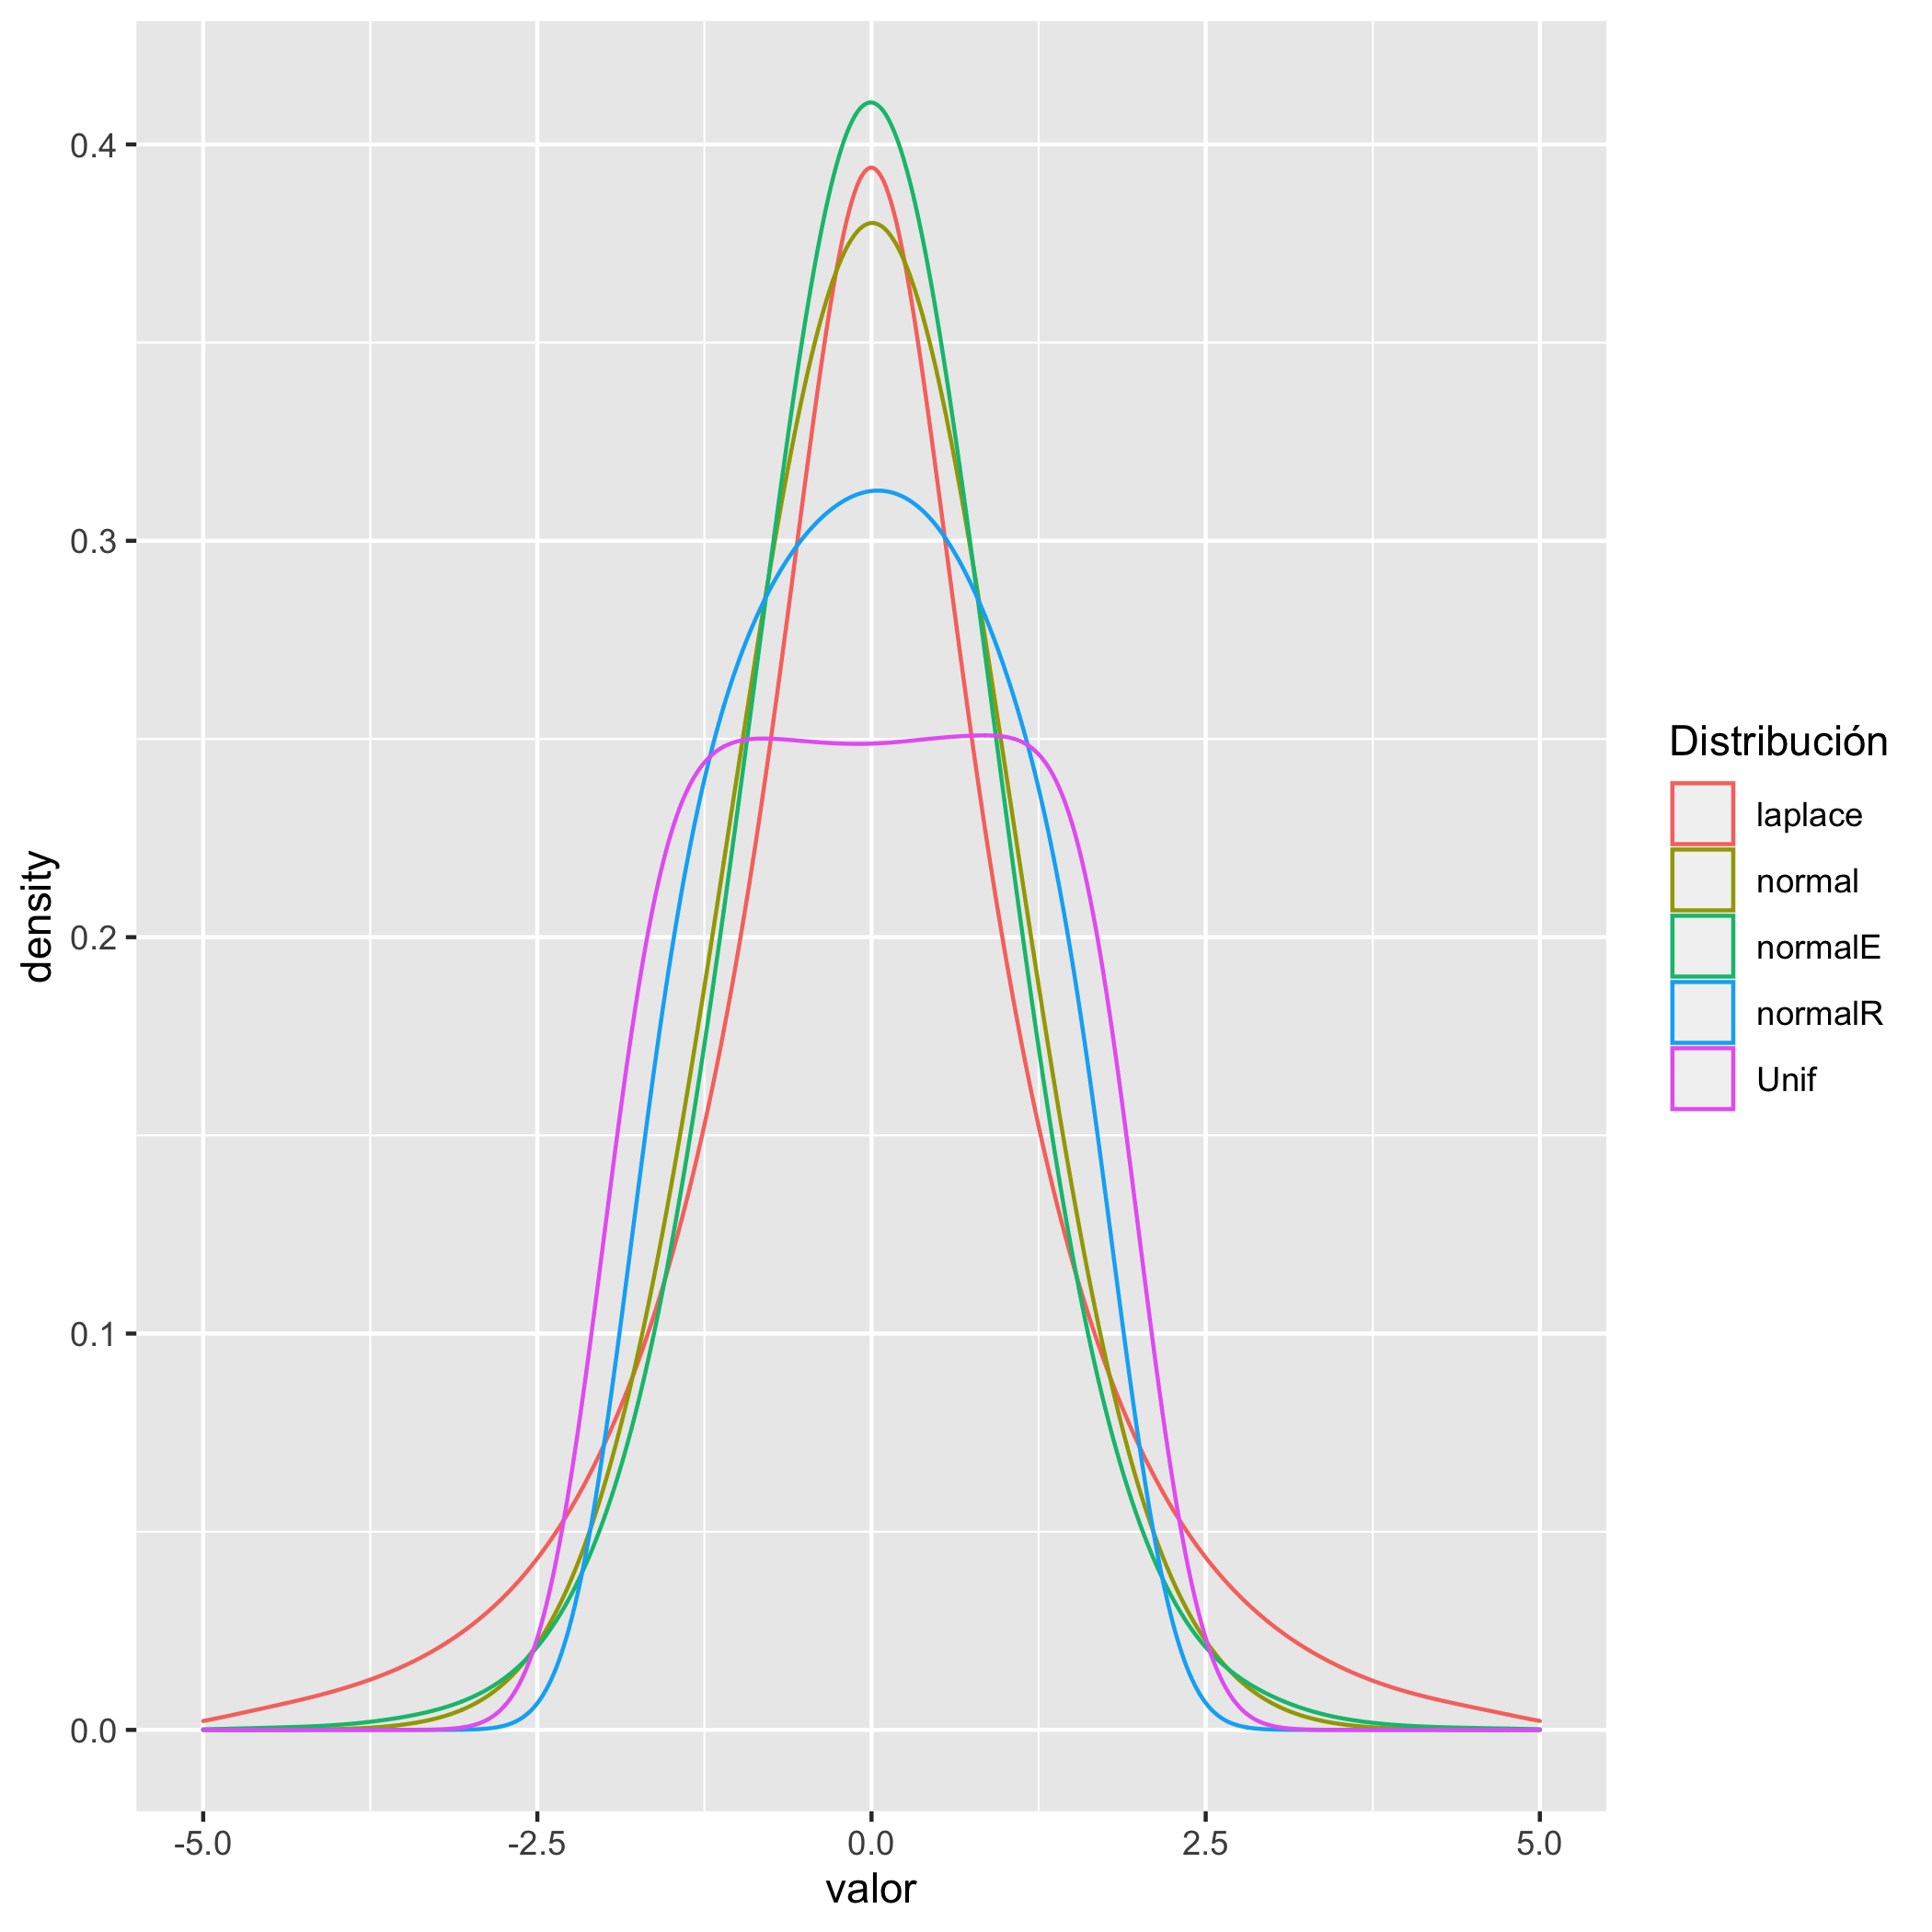 0.4
0.3
0.2
0.1
0.0
density
-5.0 -2.5 0.0 2.5 5.0
valor
Distribución
laplace
normal
normalE
normalR
Unif